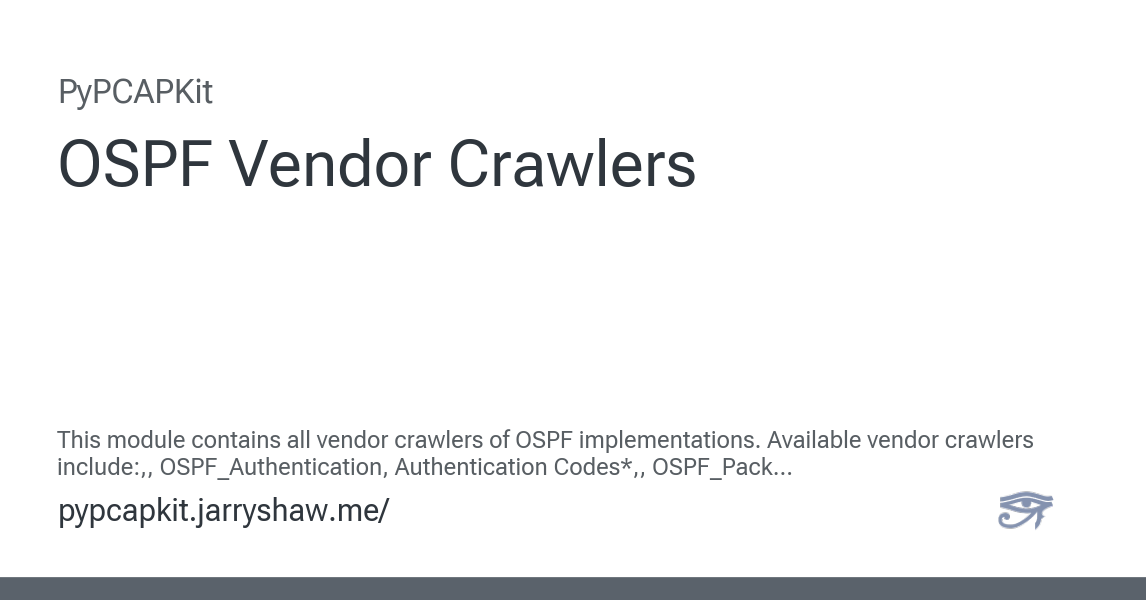 PyPCAPKit
OSPF Vendor Crawlers
This module contains all vendor crawlers of OSPF implementations. Available vendor crawlers
include:,, OSPF_Authentication, Authentication Codes*,, OSPF_Pack...
pypcapkit.jarryshaw.me/